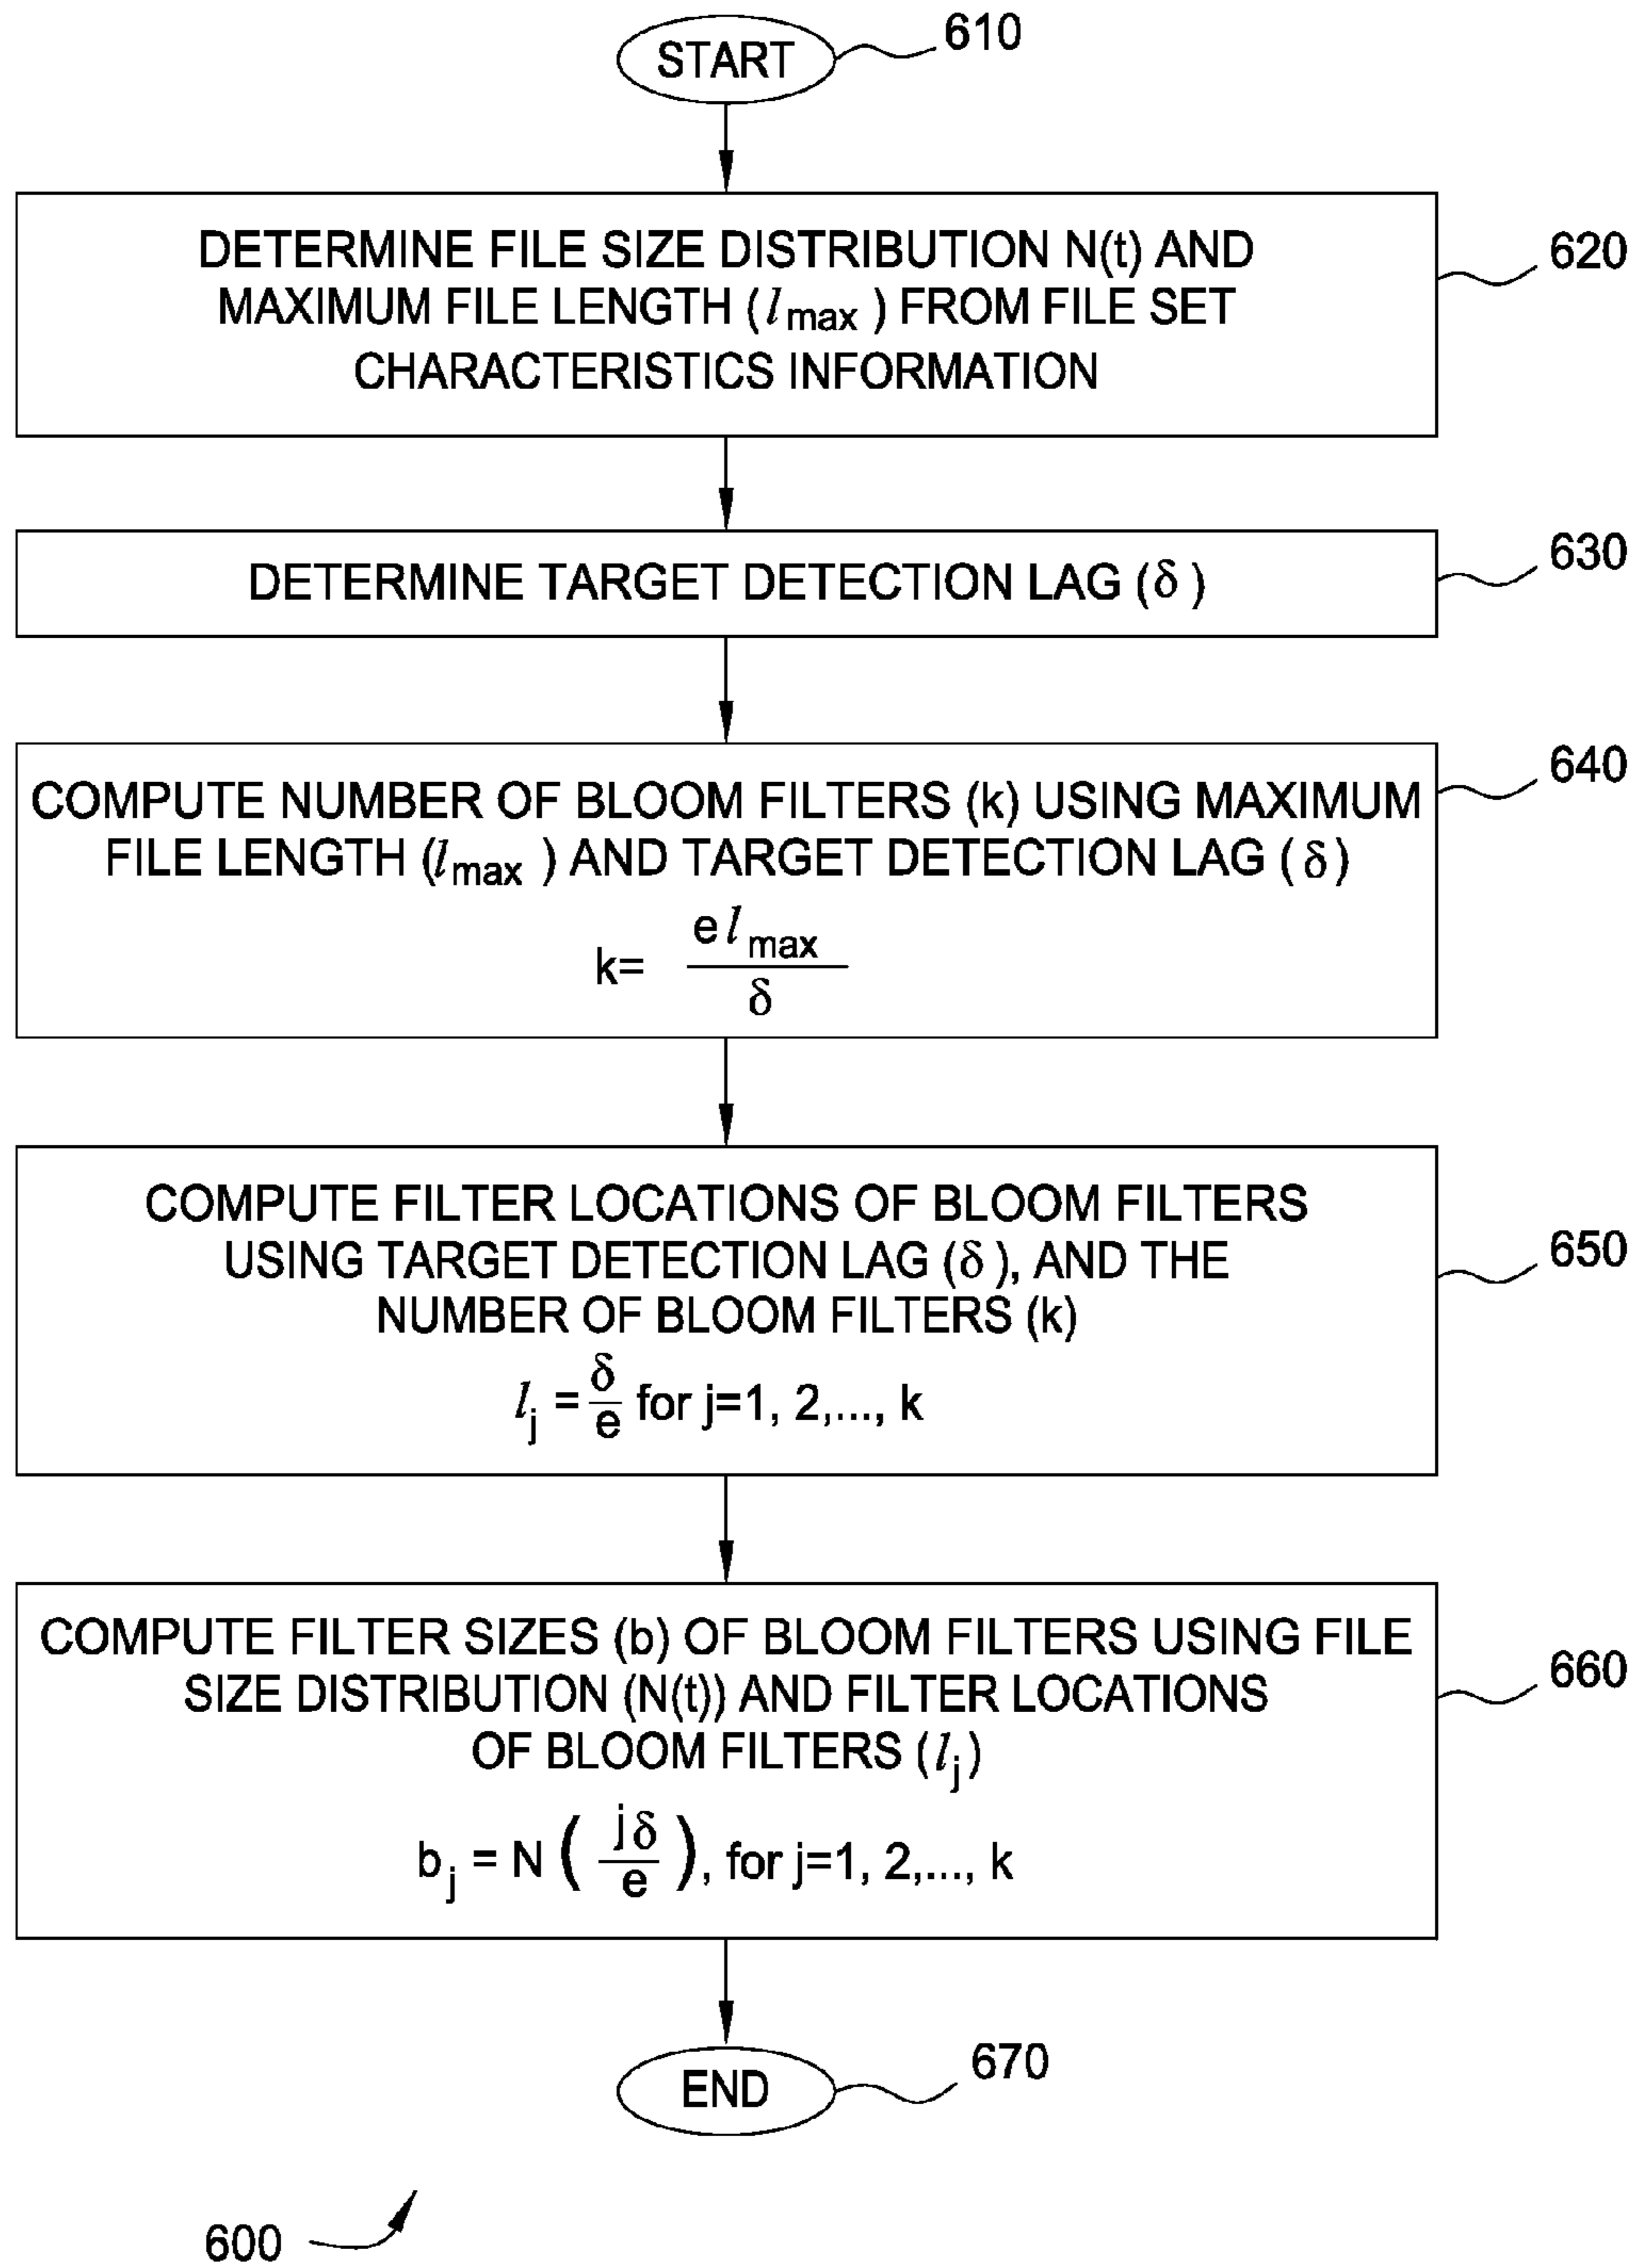 START
610
DETERMINE FILE SIZE DISTRIBUTION N(t) AND
MAXIMUM FILE LENGTH (lmax) FROM FILE SET
CHARACTERISTICS INFORMATION
620
DETERMINE TARGET DETECTION LAG (δ)
630
COMPUTE NUMBER OF BLOOM FILTERS (k) USING MAXIMUM
FILE LENGTH (lmax) AND TARGET DETECTION LAG (δ)
k= e lmax / δ
640
COMPUTE FILTER LOCATIONS OF BLOOM FILTERS
USING TARGET DETECTION LAG (δ), AND THE
NUMBER OF BLOOM FILTERS (k)
lj = δ/e for j=1, 2,..., k
650
COMPUTE FILTER SIZES (b) OF BLOOM FILTERS USING FILE
SIZE DISTRIBUTION (N(t)) AND FILTER LOCATIONS
OF BLOOM FILTERS (lj)
bj = N(jδ/e), for j=1, 2,..., k
660
END
670
600